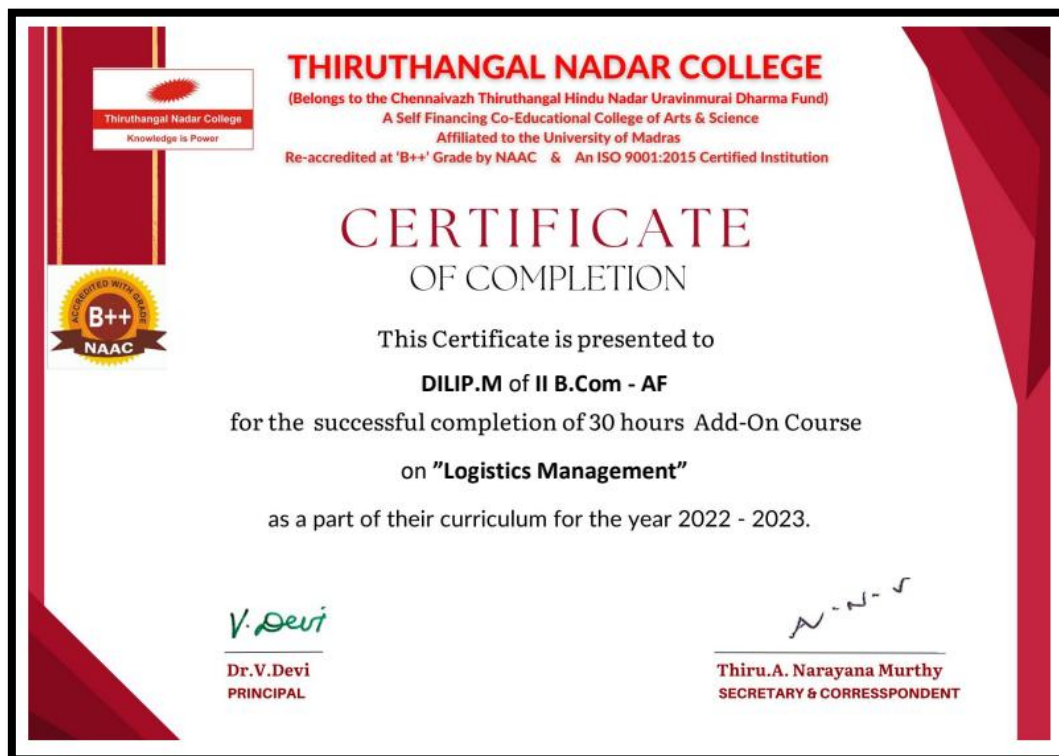 THIRUTHANGAL NADAR COLLEGE
(Belongs to the Chennaivazh Thiruthangal Hindu Nadar Uravinmurai Dharma Fund)
A Self Financing Co-Educational College of Arts & Science
Affiliated to the University of Madras
Re-accredited at 'B++' Grade by NAAC & An ISO 9001:2015 Certified Institution
Thiruthangal Nadar College
Knowledge is Power
CERTIFICATE
OF COMPLETION
ACCREDITED WITH GRADE
B++
NAAC
This Certificate is presented to
DILIP.M of II B.Com - AF
for the successful completion of 30 hours Add-On Course
on ”Logistics Management”
as a part of their curriculum for the year 2022 - 2023.
V. Devi
A-N-
Dr.V.Devi
PRINCIPAL
Thiru.A. Narayana Murthy
SECRETARY & CORRESSPONDENT